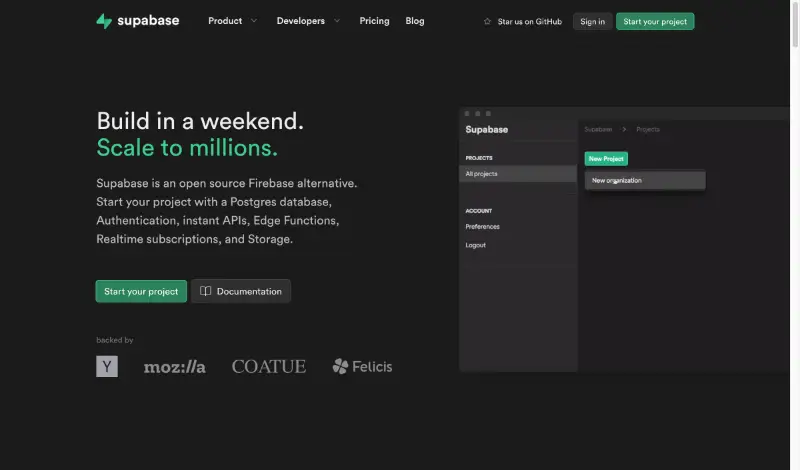 supabase
Product
Developers
Pricing
Blog
Star us on GitHub
Sign in
Start your project
Build in a weekend.
Scale to millions.
Supabase is an open source Firebase alternative.
Start your project with a Postgres database,
Authentication, instant APIs, Edge Functions,
Realtime subscriptions, and Storage.
Start your project
Documentation
backed by
Y
moz://a
COATUE
Felicis
Supabase
PROJECTS
All projects
ACCOUNT
Preferences
Logout
Supabase > Projects
New Project
New organization